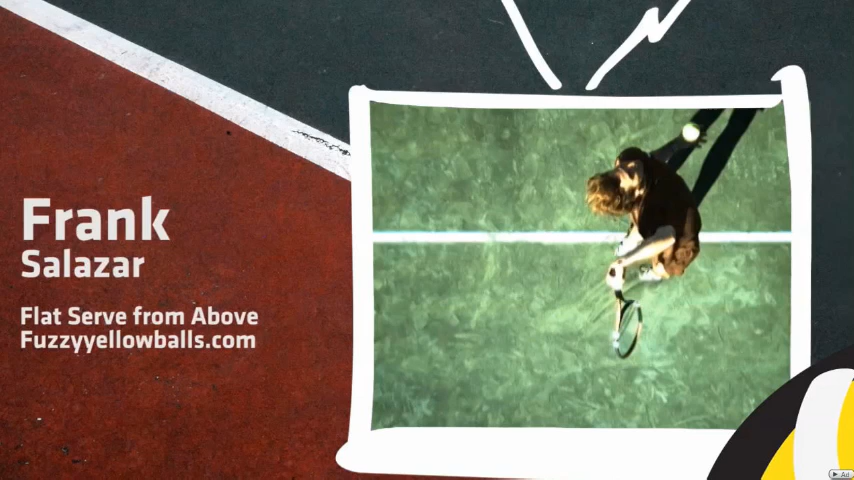 Frank
Salazar
Flat Serve from Above
Fuzzyyellowballs.com
Ad